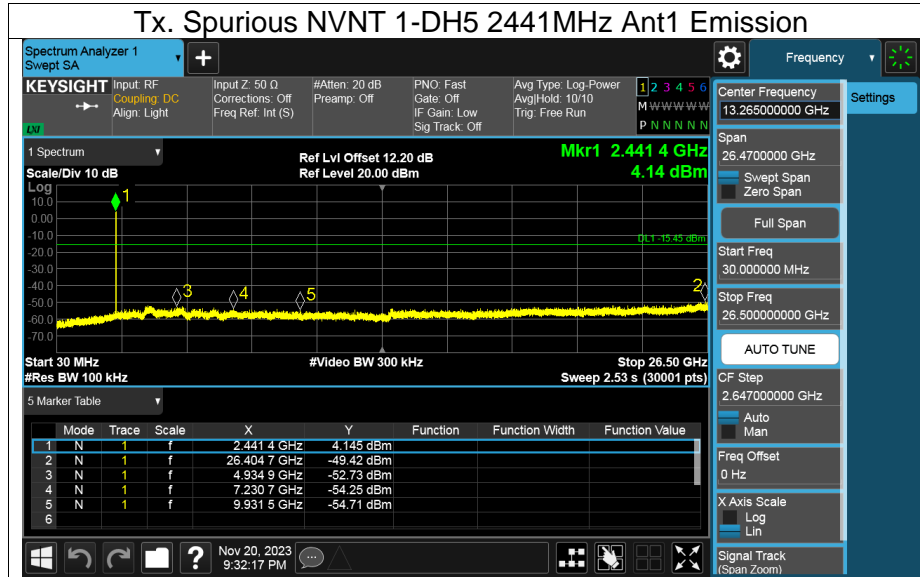 Tx. Spurious NVNT 1-DH5 2441MHz Ant1 Emission
Spectrum Analyzer 1
Swept SA
+
Frequency
KEYSIGHT
LXI
Input: RF
Coupling: DC
Align: Light
Input Z: 50 Ω
Corrections: Off
Freq Ref: Int (S)
#Atten: 20 dB
Preamp: Off
PNO: Fast
Gate: Off
IF Gain: Low
Sig Track: Off
Avg Type: Log-Power
Avg|Hold: 10/10
Trig: Free Run
1 2 3 4 5 6
M W W W W W
P N N N N N
1 Spectrum
Scale/Div 10 dB
Ref Lvl Offset 12.20 dB
Ref Level 20.00 dBm
Mkr1 2.441 4 GHz
4.14 dBm
Log
10.0
0.00
-10.0
-20.0
-30.0
-40.0
-50.0
-60.0
-70.0
1
3
4
5
2
DL1 -15.45 dBm
Start 30 MHz
#Video BW 300 kHz
Stop 26.50 GHz
#Res BW 100 kHz
Sweep 2.53 s (30001 pts)
5 Marker Table
Mode Trace Scale X Y Function Function Width Function Value
1 N 1 f 2.441 4 GHz 4.145 dBm
2 N 1 f 26.404 7 GHz -49.42 dBm
3 N 1 f 4.934 9 GHz -52.73 dBm
4 N 1 f 7.230 7 GHz -54.25 dBm
5 N 1 f 9.931 5 GHz -54.71 dBm
6
?
Nov 20, 2023
9:32:17 PM
Center Frequency
13.265000000 GHz
Settings
Span
26.4700000 GHz
Swept Span
Zero Span
Full Span
Start Freq
30.000000 MHz
Stop Freq
26.500000000 GHz
AUTO TUNE
CF Step
2.647000000 GHz
Auto
Man
Freq Offset
0 Hz
X Axis Scale
Log
Lin
Signal Track
(Span Zoom)